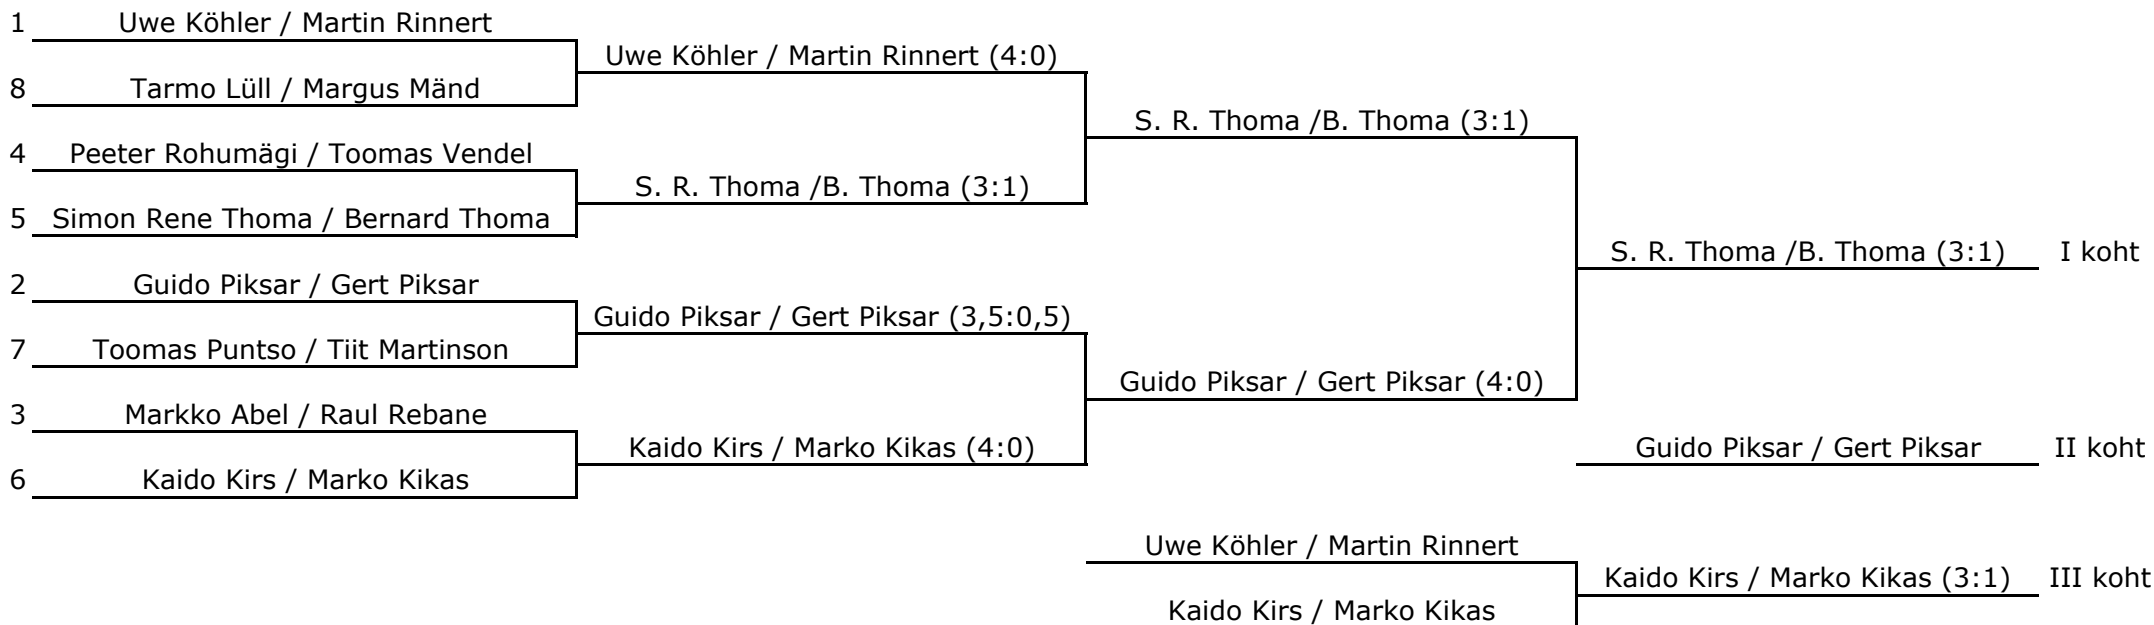 1 Uwe Köhler / Martin Rinnert
Uwe Köhler / Martin Rinnert (4:0)
8 Tarmo Lüll / Margus Mänd
S. R. Thoma /B. Thoma (3:1)
4 Peeter Rohumägi / Toomas Vendel
S. R. Thoma /B. Thoma (3:1)
5 Simon Rene Thoma / Bernard Thoma
S. R. Thoma /B. Thoma (3:1) I koht
2 Guido Piksar / Gert Piksar
Guido Piksar / Gert Piksar (3,5:0,5)
7 Toomas Puntso / Tiit Martinson
Guido Piksar / Gert Piksar (4:0)
3 Markko Abel / Raul Rebane
Kaido Kirs / Marko Kikas (4:0)
Guido Piksar / Gert Piksar II koht
6 Kaido Kirs / Marko Kikas
Uwe Köhler / Martin Rinnert
Kaido Kirs / Marko Kikas (3:1) III koht
Kaido Kirs / Marko Kikas